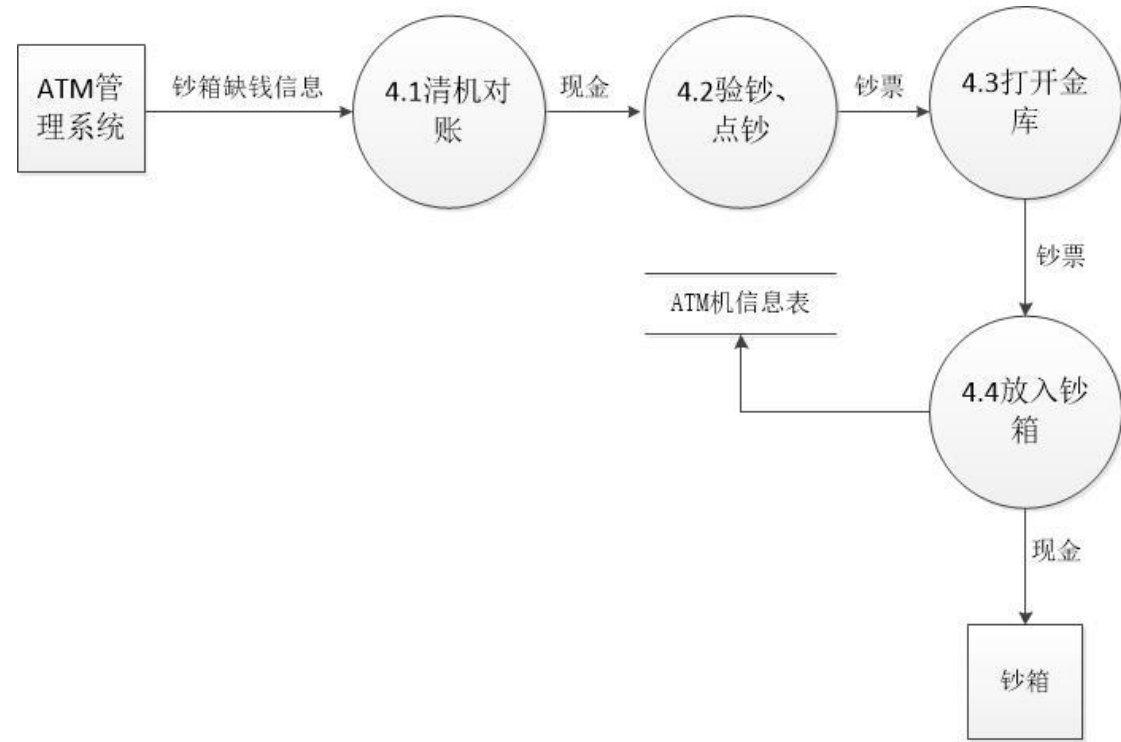 ATM管
理系统
钞箱缺钱信息
4.1清机对
账
现金
4.2验钞、
点钞
钞票
4.3打开金
库
钞票
ATM机信息表
4.4放入钞
箱
现金
钞箱